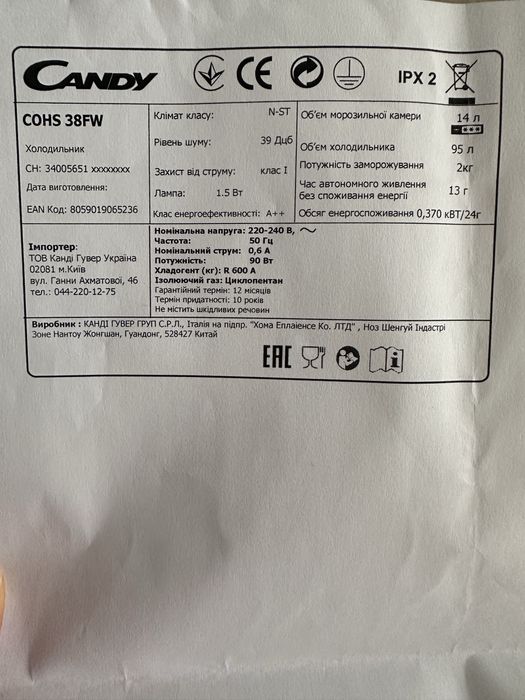 CANDY
CE
IPX 2
COHS 38FW
Холодильник
СН: 34005651 xxxxxxxx
Дата виготовлення:
EAN Код: 8059019065236
Клімат класу: N-ST
Рівень шуму: 39 Дцб
Захист від струму: клас I
Лампа: 1.5 Вт
Клас енергоефективності: А++
Об'єм морозильної камери 14 л
Об'єм холодильника 95 л
Потужність заморожування 2кг
Час автономного живлення
без споживання енергії 13 г
Обсяг енергоспоживання 0,370 кВТ/24г
Імпортер:
ТОВ Канді Гувер Україна
02081 м.Київ
вул. Ганни Ахматової, 46
тел.: 044-220-12-75
Номінальна напруга: 220-240 В,
Частота: 50 Гц
Номінальний струм: 0,6 А
Потужність: 90 Вт
Хладогент (кг): R 600 A
Ізолюючий газ: Циклопентан
Гарантійний термін: 12 місяців
Термін придатності: 10 років
Не містить шкідливих речовин
Виробник : КАНДІ ГУВЕР ГРУП С.Р.Л., Італія на підпр. "Хома Еплаіенсе Ко. ЛТД" , Ноз Шенгуй Індастрі
Зоне Нантоу Жонгшан, Гуандонг, 528427 Китай
EAC